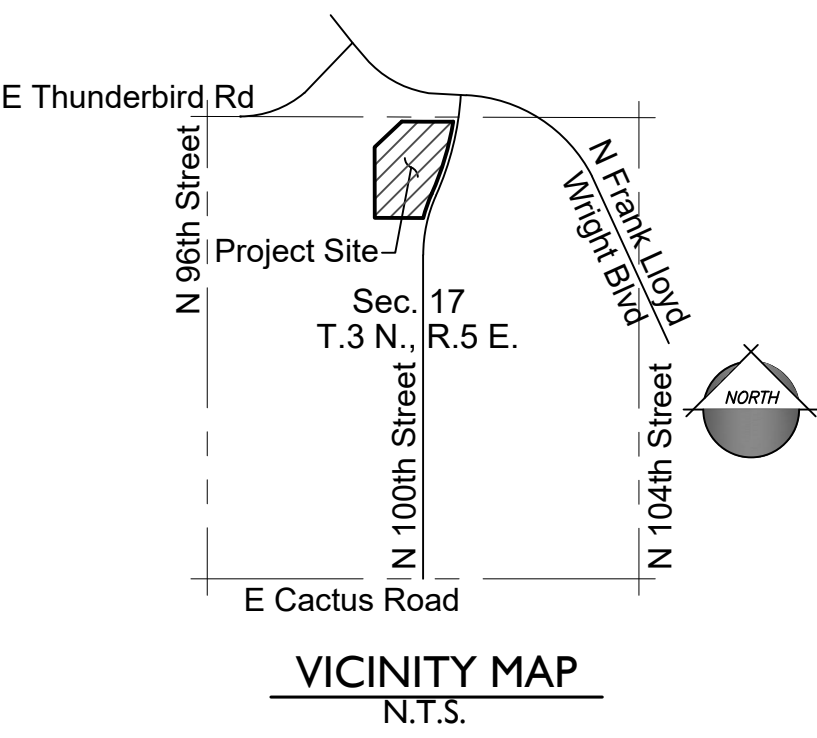 E Thunderbird Rd
N 96th Street
N Frank Lloyd
Wright Blvd
Project Site
Sec. 17
T.3 N., R.5 E.
N 100th Street
N 104th Street
NORTH
E Cactus Road
VICINITY MAP
N.T.S.